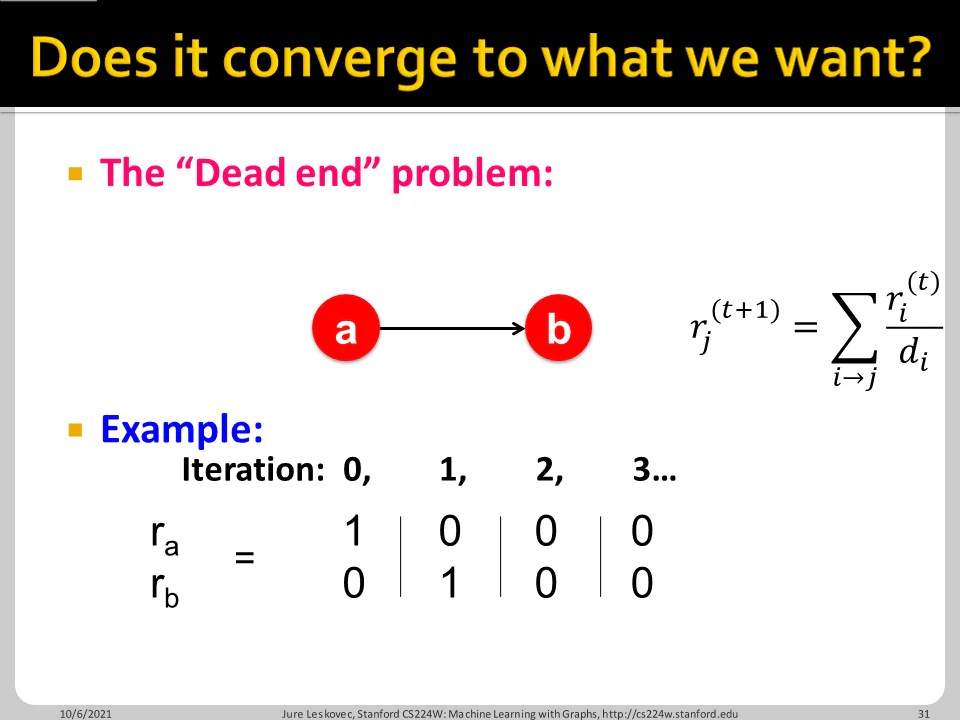 Does it converge to what we want?
The “Dead end” problem:
a b
r_j^{(t+1)} = \sum_{i→j} \frac{r_i^{(t)}}{d_i}
Example:
Iteration: 0, 1, 2, 3…
r_a = 1 0 0 0
r_b 0 1 0 0
10/6/2021 Jure Leskovec, Stanford CS224W: Machine Learning with Graphs, http://cs224w.stanford.edu 31